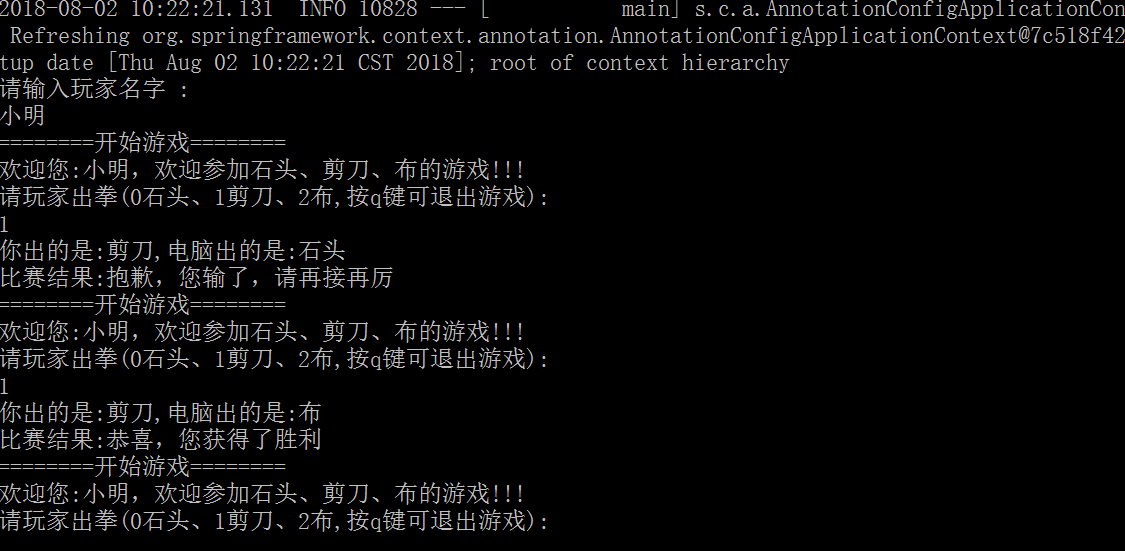 2018-08-02 10:22:21.131  INFO 10828 --- [           main] s.c.a.AnnotationConfigApplicationCon
Refreshing org.springframework.context.annotation.AnnotationConfigApplicationContext@7c518f42
tup date [Thu Aug 02 10:22:21 CST 2018]; root of context hierarchy
请输入玩家名字 :
小明
========开始游戏========
欢迎您:小明，欢迎参加石头、剪刀、布的游戏!!!
请玩家出拳(0石头、1剪刀、2布,按q键可退出游戏):
1
你出的是:剪刀,电脑出的是:石头
比赛结果:抱歉，您输了，请再接再厉
========开始游戏========
欢迎您:小明，欢迎参加石头、剪刀、布的游戏!!!
请玩家出拳(0石头、1剪刀、2布,按q键可退出游戏):
1
你出的是:剪刀,电脑出的是:布
比赛结果:恭喜，您获得了胜利
========开始游戏========
欢迎您:小明，欢迎参加石头、剪刀、布的游戏!!!
请玩家出拳(0石头、1剪刀、2布,按q键可退出游戏):